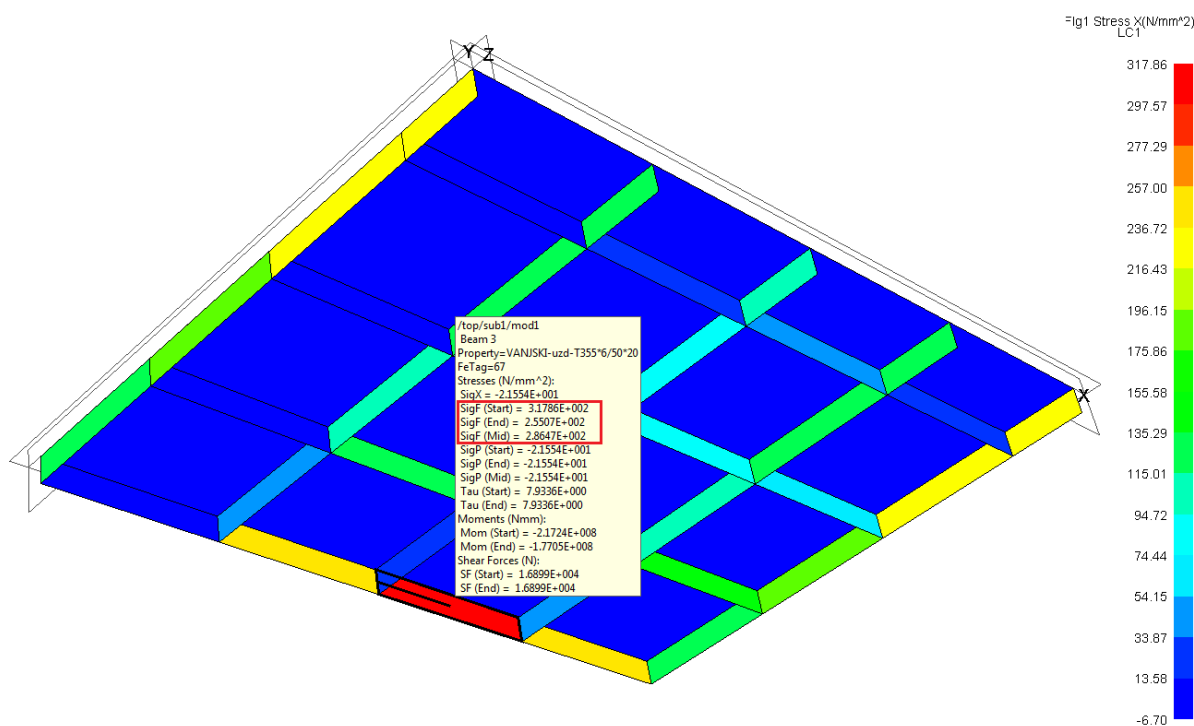 Flg1 Stress X(N/mm^2)
LC1
Y Z
317.86
297.57
277.29
257.00
236.72
216.43
196.15
175.86
155.58
135.29
115.01
94.72
74.44
54.15
33.87
13.58
-6.70
/top/sub1/mod1
Beam 3
Property=VANJSKI-uzd-T355*6/50*20
FeTag=67
Stresses (N/mm^2):
SigX = -2.1554E+001
SigF (Start) = 3.1786E+002
SigF (End) = 2.5507E+002
SigF (Mid) = 2.8647E+002
SigP (Start) = -2.1554E+001
SigP (End) = -2.1554E+001
SigP (Mid) = -2.1554E+001
Tau (Start) = 7.9336E+000
Tau (End) = 7.9336E+000
Moments (Nmm):
Mom (Start) = -2.1724E+008
Mom (End) = -1.7705E+008
Shear Forces (N):
SF (Start) = 1.6899E+004
SF (End) = 1.6899E+004
X